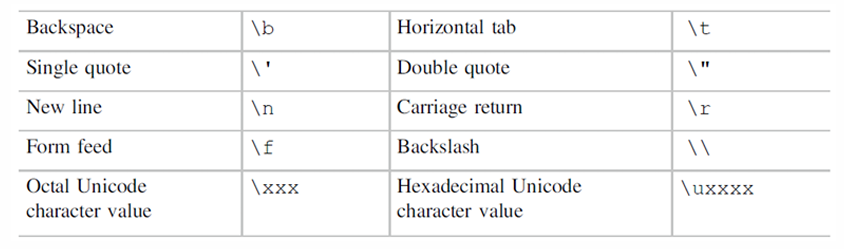 Backspace \b Horizontal tab \t
Single quote \' Double quote \"
New line \n Carriage return \r
Form feed \f Backslash \\
Octal Unicode \xxx Hexadecimal Unicode \uxxxx
character value character value